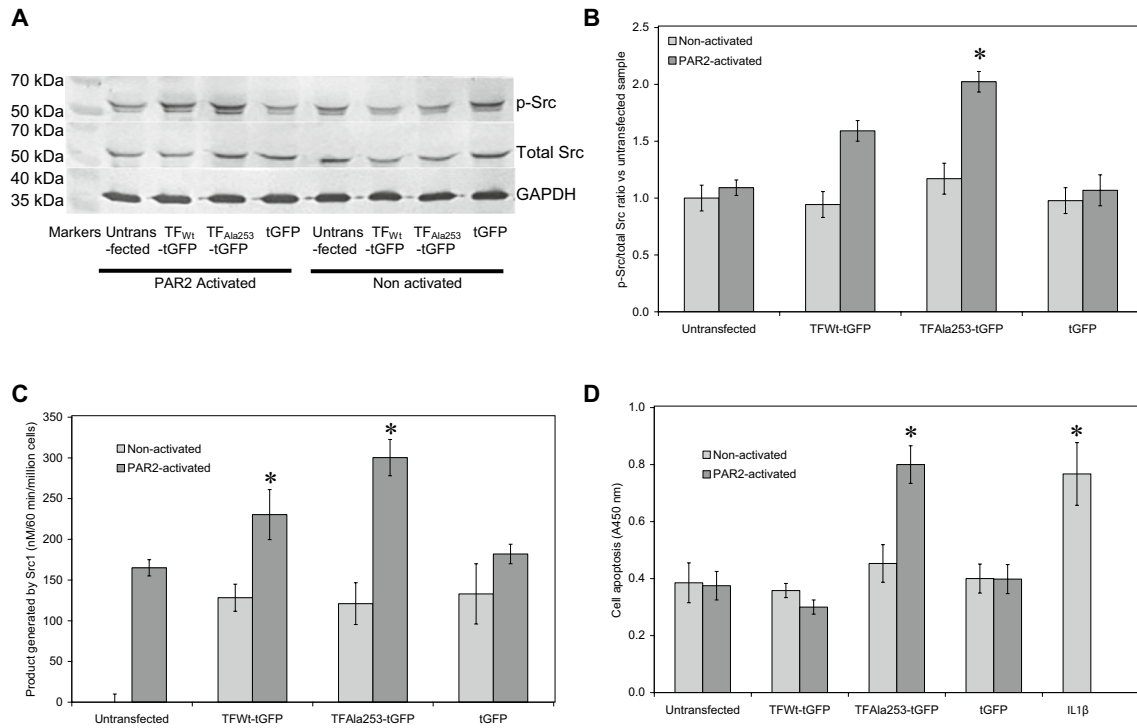 A
70 kDa
50 kDa
p-Src
70 kDa
50 kDa
Total Src
40 kDa
35 kDa
GAPDH
Markers Untrans TFWt TFAla253 tGFP Untrans TFWt TFAla253 tGFP
-fected -tGFP -tGFP -fected -tGFP -tGFP
PAR2 Activated Non activated
B
p-Src/total Src ratio vs untransfected sample
2.5
2.0
1.5
1.0
0.5
0.0
Non-activated
PAR2-activated
*
Untransfected TFWt-tGFP TFAla253-tGFP tGFP
C
Product generated by Src1 (nM/60 min/million cells)
350
300
250
200
150
100
50
0
Non-activated
PAR2-activated
* *
Untransfected TFWt-tGFP TFAla253-tGFP tGFP
D
Cell apoptosis (A450 nm)
1.0
0.8
0.6
0.4
0.2
0.0
Non-activated
PAR2-activated
* *
Untransfected TFWt-tGFP TFAla253-tGFP tGFP IL1β